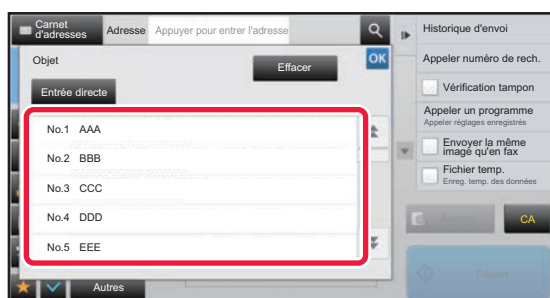 Carnet
d'adresses
Adresse
Appuyer pour entrer l'adresse
Objet
Effacer
OK
Entrée directe
No.1 AAA
No.2 BBB
No.3 CCC
No.4 DDD
No.5 EEE
Autres
Historique d'envoi
Appeler numéro de rech.
Vérification tampon
Appeler un programme
Appeler réglages enregistrés
Envoyer la même
image qu'en fax
Fichier temp.
Enreg. temp. des données
Aperçu
CA
Départ